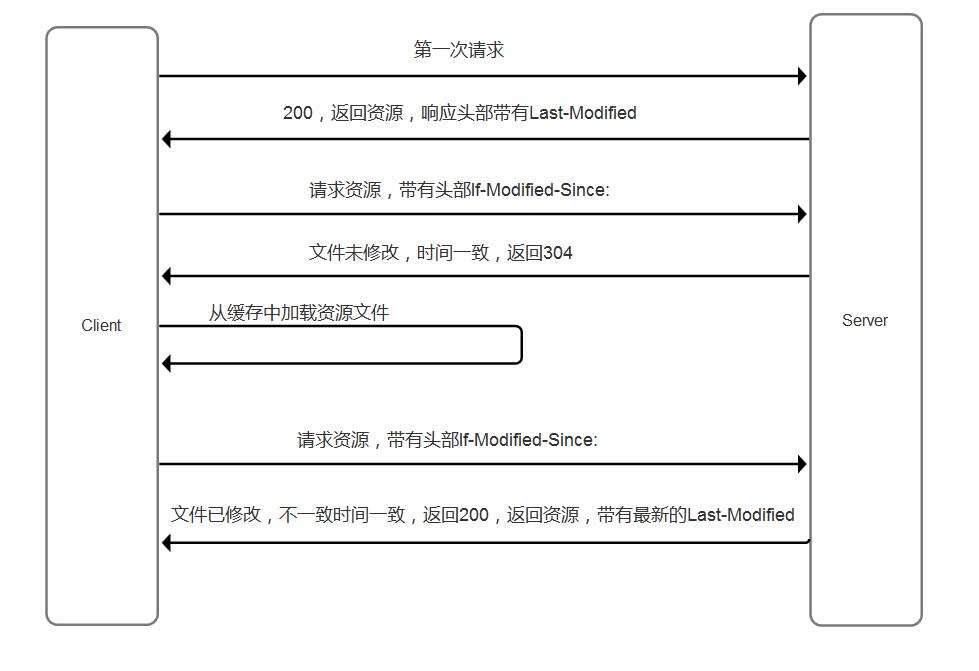 第一次请求
200，返回资源，响应头部带有Last-Modified
请求资源，带有头部If-Modified-Since:
文件未修改，时间一致，返回304
从缓存中加载资源文件
Client
Server
请求资源，带有头部If-Modified-Since:
文件已修改，不一致时间一致，返回200，返回资源，带有最新的Last-Modified